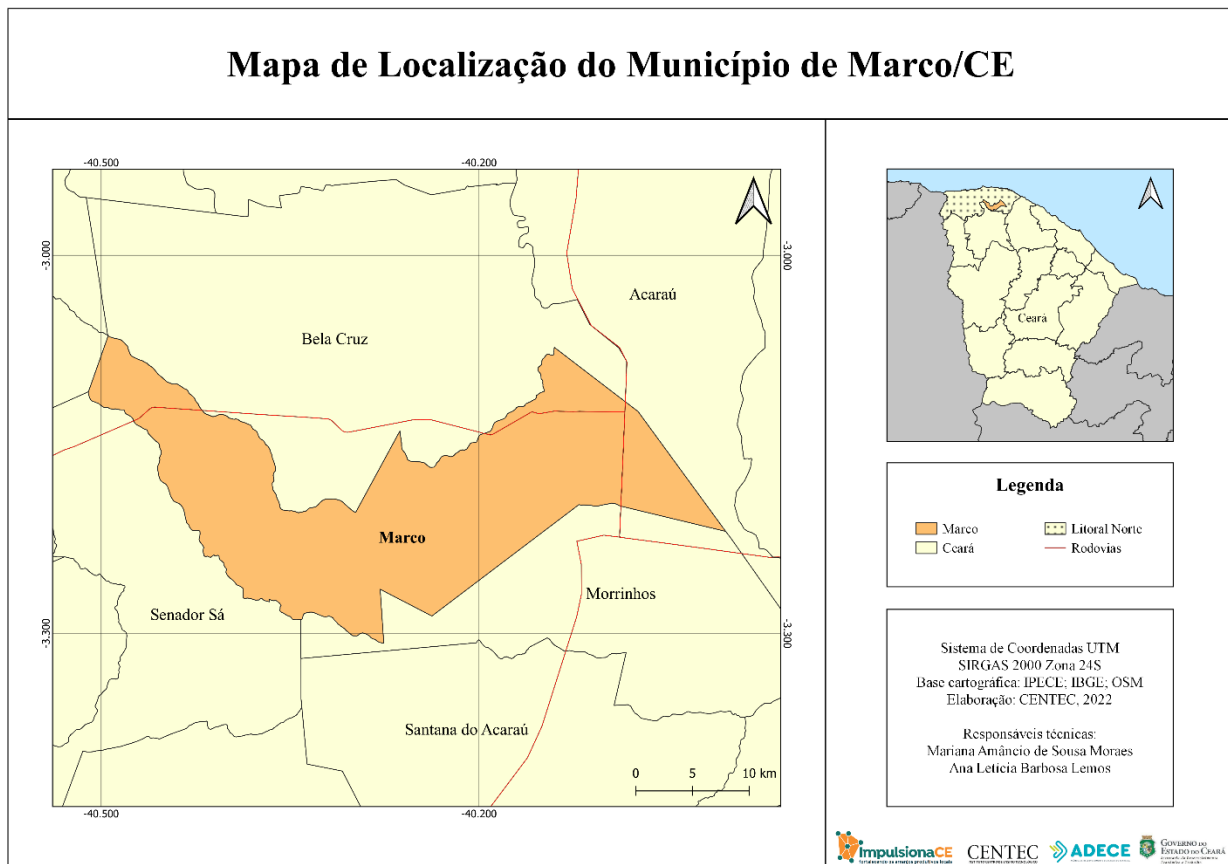 Mapa de Localização do Município de Marco/CE
-40.500
-40.200
-3.000
-3.000
Acaraú
Bela Cruz
Marco
Morrinhos
Senador Sá
-3.300
-3.300
Santana do Acaraú
0 5 10 km
-40.500
-40.200
Ceará
Legenda
Marco
Litoral Norte
Ceará
Rodovias
Sistema de Coordenadas UTM
SIRGAS 2000 Zona 24S
Base cartográfica: IPECE; IBGE; OSM
Elaboração: CENTEC, 2022
Responsáveis técnicas:
Mariana Amâncio de Sousa Moraes
Ana Letícia Barbosa Lemos
ImpulsionaCE
CENTEC
ADECE
GOVERNO DO
ESTADO DO CEARÁ